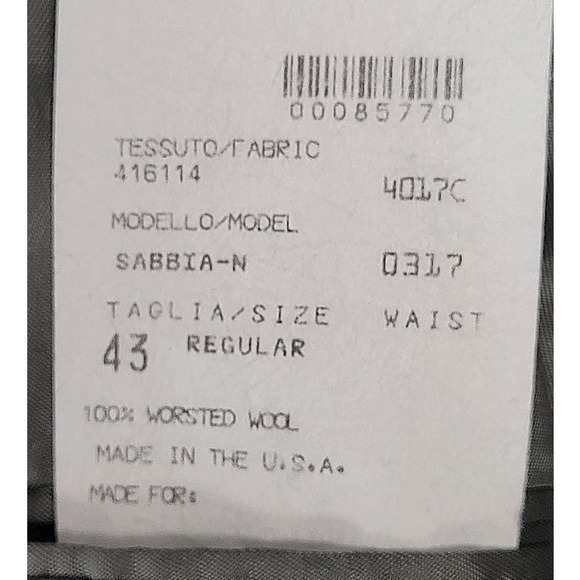 00085770
TESSUTO/FABRIC
416114 4017C
MODELLO/MODEL
SABBIA-N 0317
TAGLIA/SIZE WAIST
43 REGULAR
100% WORSTED WOOL
MADE IN THE U.S.A.
MADE FOR: